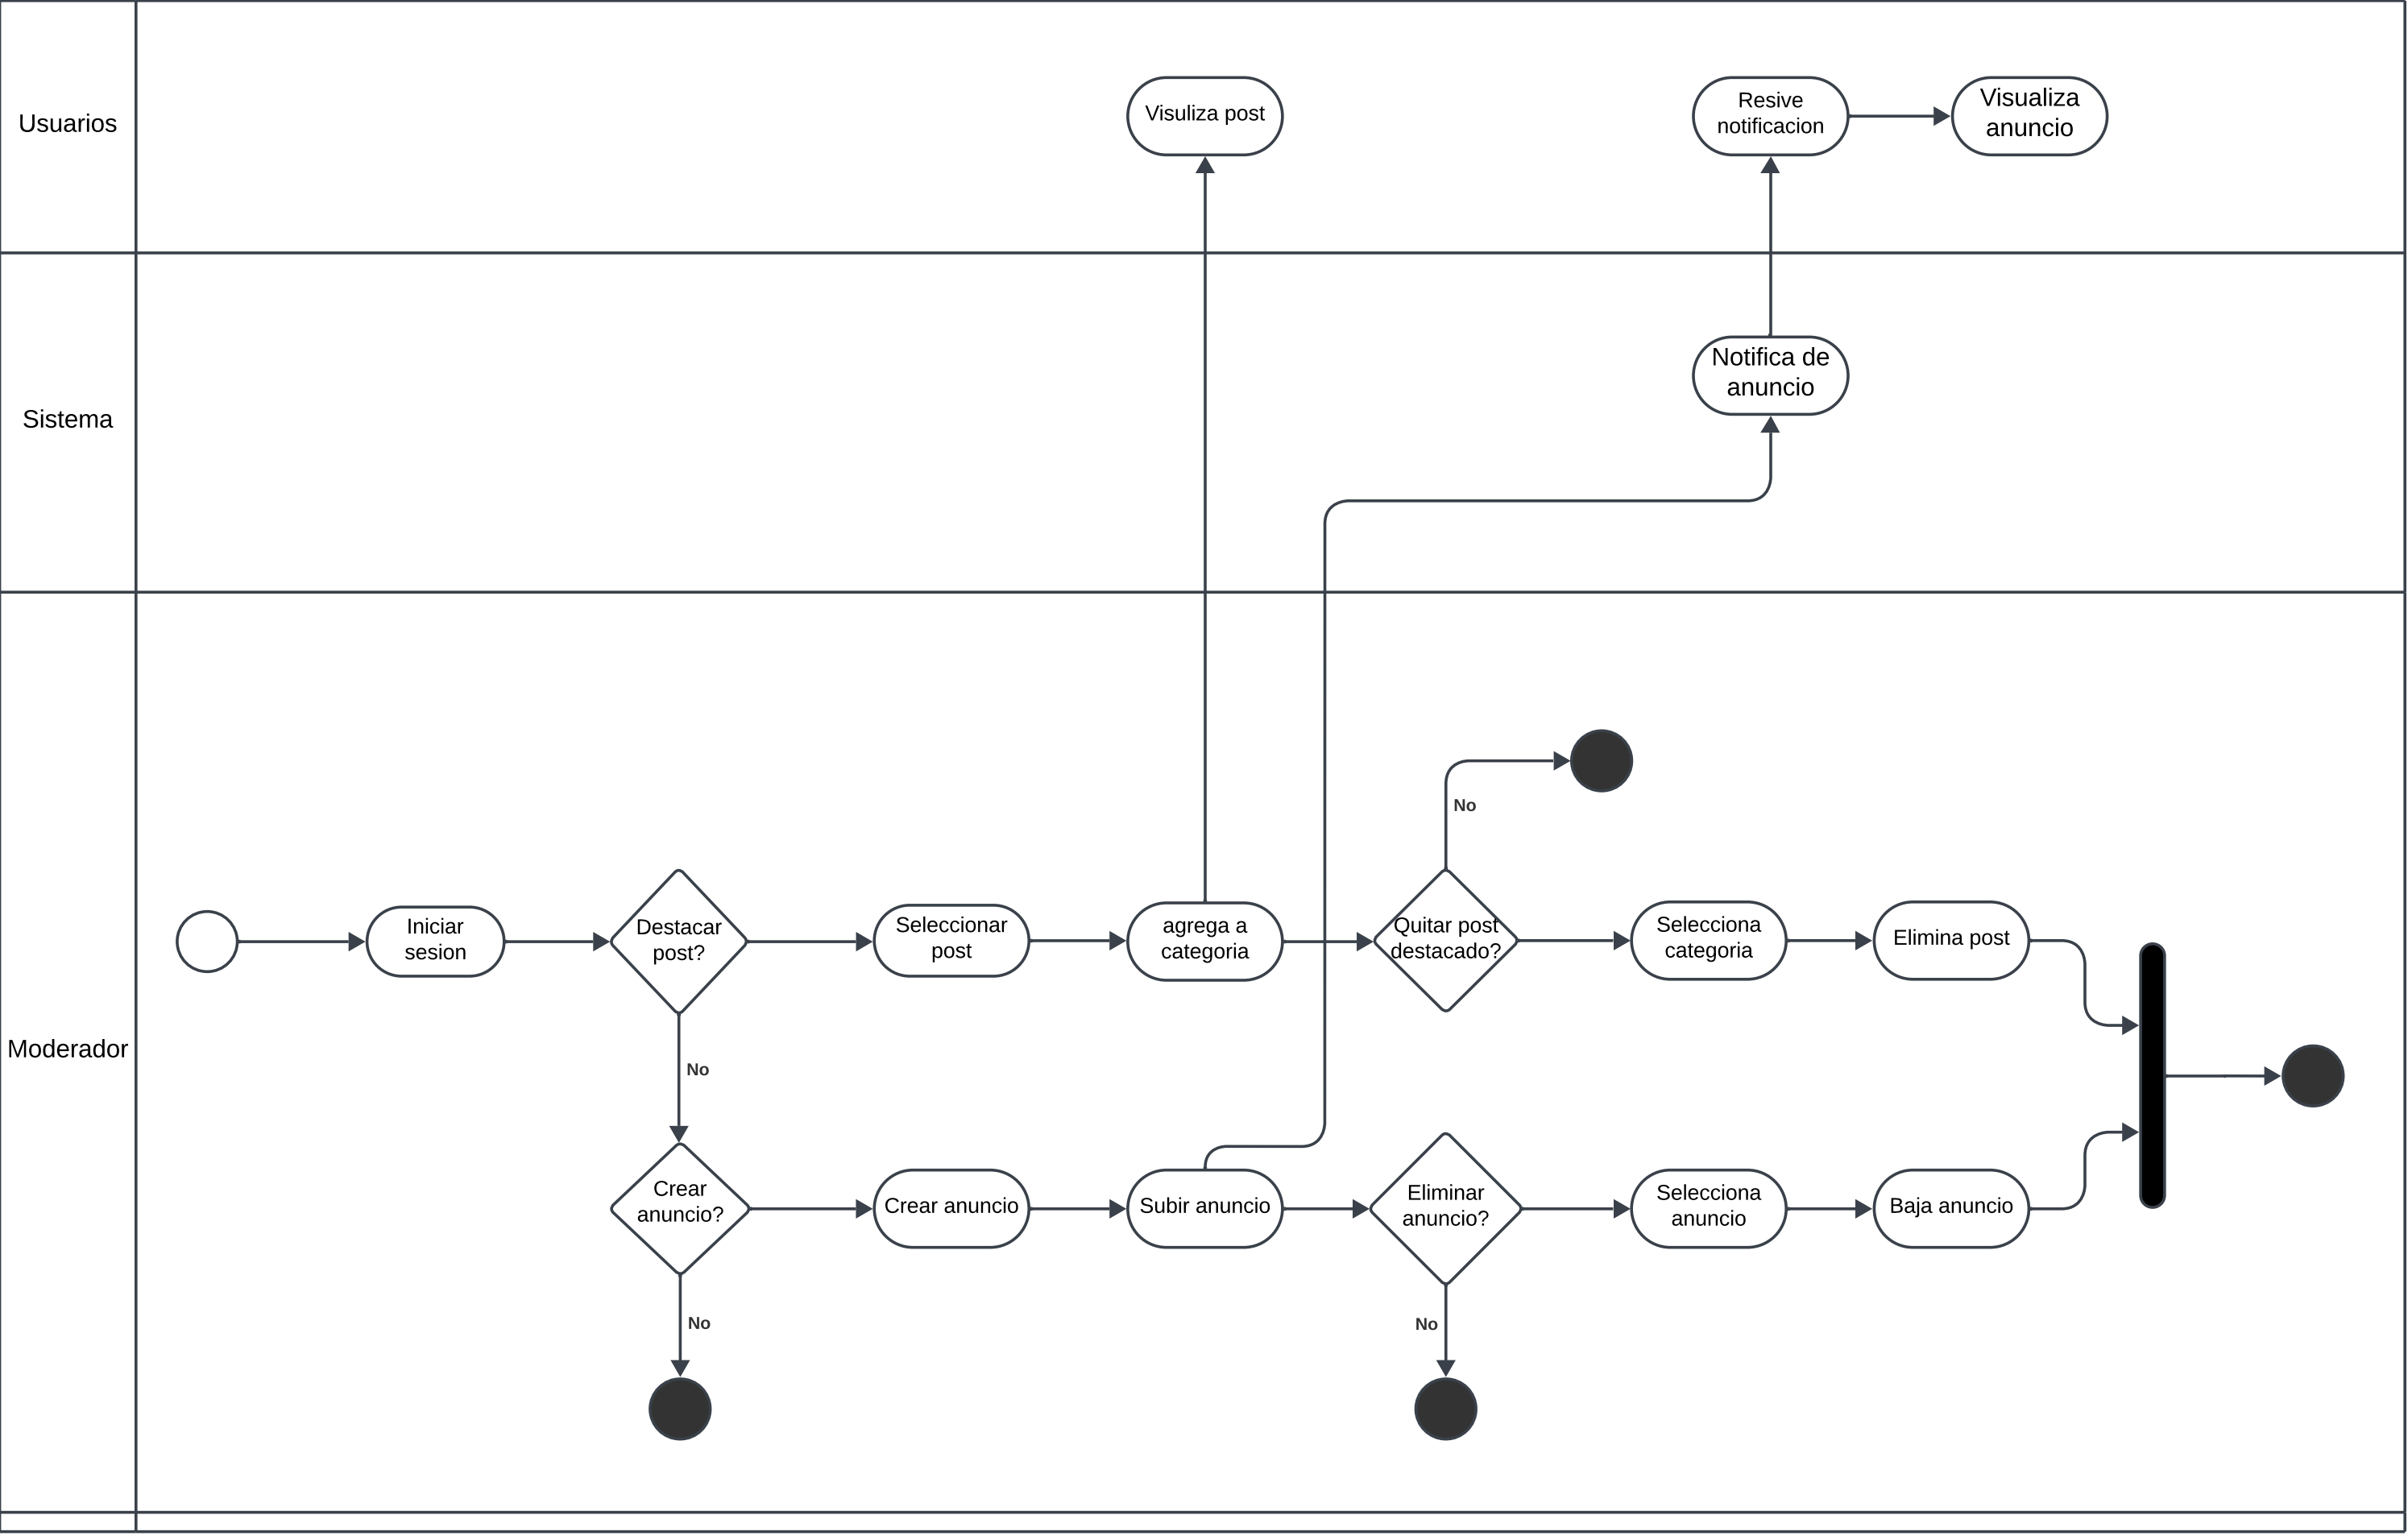 Usuarios
Visuliza post
Resive
notificacion
Visualiza
anuncio
Sistema
Notifica de
anuncio
Moderador
No
Iniciar
sesion
Destacar
post?
Seleccionar
post
agrega a
categoria
Quitar post
destacado?
Selecciona
categoria
Elimina post
No
Crear
anuncio?
Crear anuncio
Subir anuncio
Eliminar
anuncio?
Selecciona
anuncio
Baja anuncio
No
No